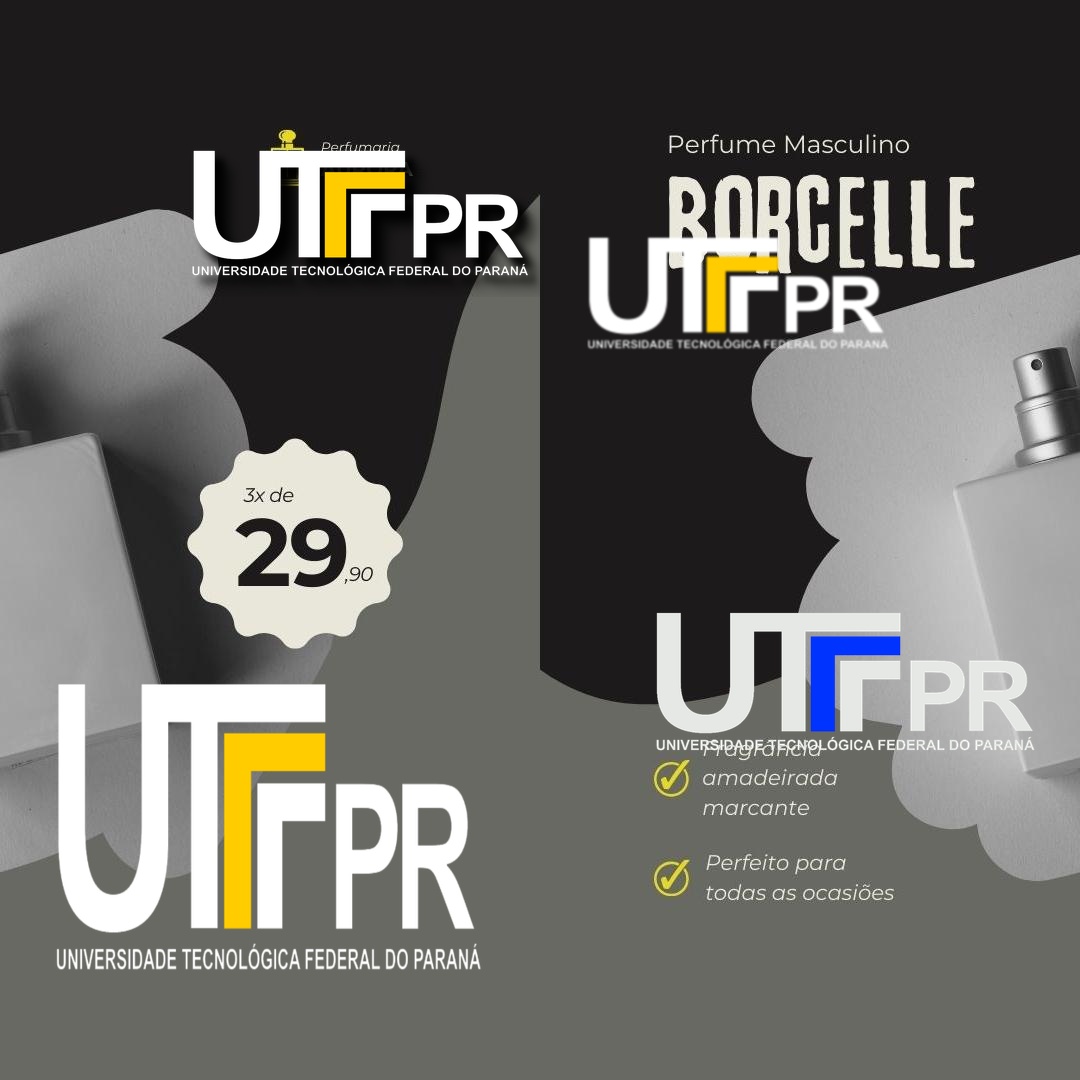 Perfumaria
UTFPR
UNIVERSIDADE TECNOLÓGICA FEDERAL DO PARANÁ
3x de
29,90
UTFPR
UNIVERSIDADE TECNOLÓGICA FEDERAL DO PARANÁ
Perfume Masculino
BORCELLE
UTFPR
UNIVERSIDADE TECNOLÓGICA FEDERAL DO PARANÁ
UTFPR
UNIVERSIDADE TECNOLÓGICA FEDERAL DO PARANÁ
Fragrância
amadeirada
marcante
Perfeito para
todas as ocasiões